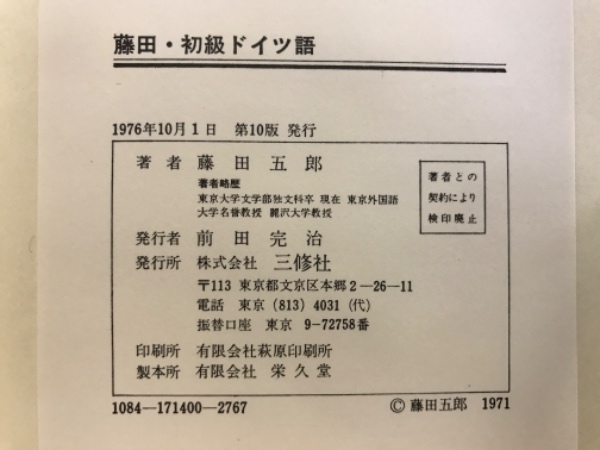 藤田・初級ドイツ語
1976年10月1日 第10版 発行
著者 藤田五郎
著者略歴
東京大学文学部独文科卒 現在 東京外国語
大学名誉教授 麗沢大学教授
著者との
契約により
検印廃止
発行者 前田完治
発行所 株式会社 三修社
〒113 東京都文京区本郷2-26-11
電話 東京(813)4031(代)
振替口座 東京 9-72758番
印刷所 有限会社萩原印刷所
製本所 有限会社 栄久堂
1084-171400-2767
© 藤田五郎 1971